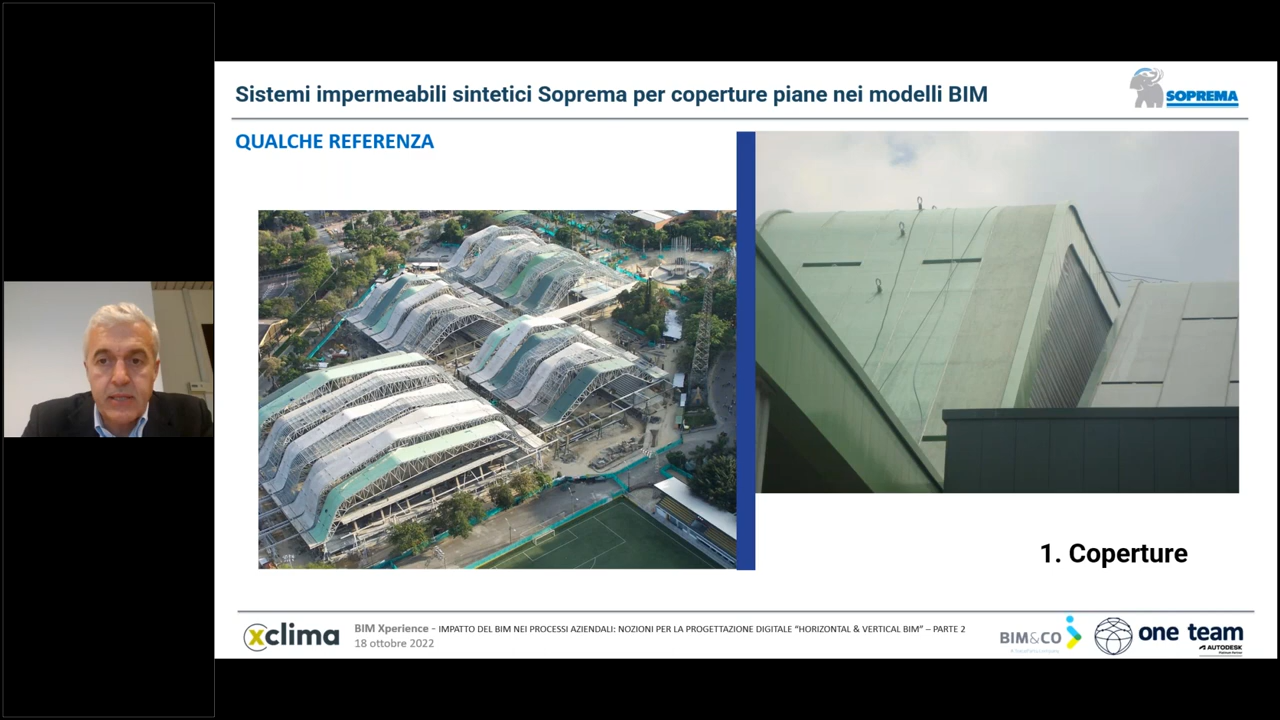 Sistemi impermeabili sintetici Soprema per coperture piane nei modelli BIM
SOPREMA
QUALCHE REFERENZA
1. Coperture
xclima
BIM Xperience – IMPATTO DEL BIM NEI PROCESSI AZIENDALI: NOZIONI PER LA PROGETTAZIONE DIGITALE “HORIZONTAL & VERTICAL BIM” – PARTE 2
18 ottobre 2022
BIM&CO
one team
AUTODESK